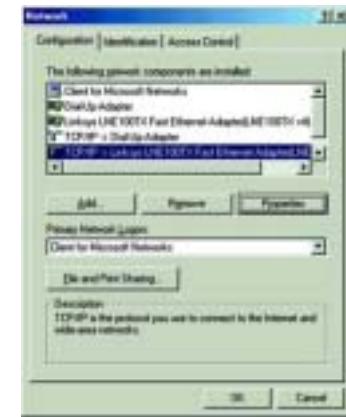 Network
Configuration Identification Access Control
The following network components are installed:
Client for Microsoft Networks
Dial-Up Adapter
Linksys LNE100TX Fast Ethernet Adapter(LNE100TX v4)
TCP/IP -> Dial-Up Adapter
TCP/IP -> Linksys LNE100TX Fast Ethernet Adapter(LNE
Add... Remove Properties
Primary Network Logon:
Client for Microsoft Networks
File and Print Sharing...
Description
TCP/IP is the protocol you use to connect to the Internet and
wide-area networks.
OK Cancel